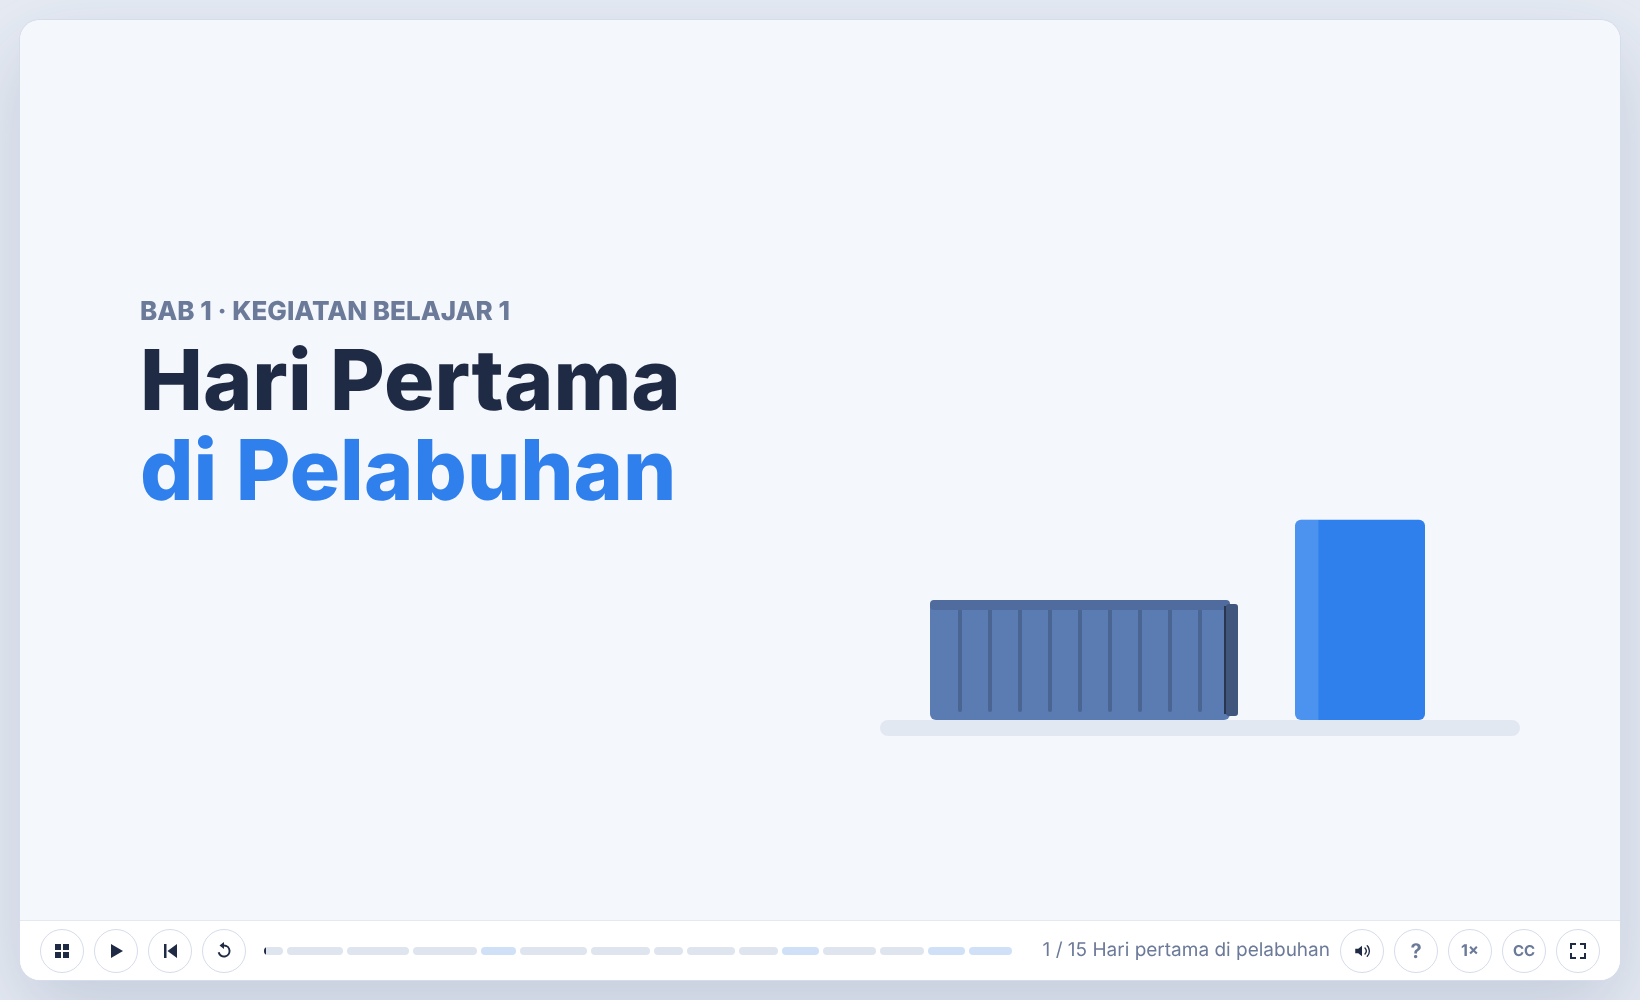 BAB 1 · KEGIATAN BELAJAR 1
Hari Pertama
di Pelabuhan
1 / 15 Hari pertama di pelabuhan
?
1×
CC